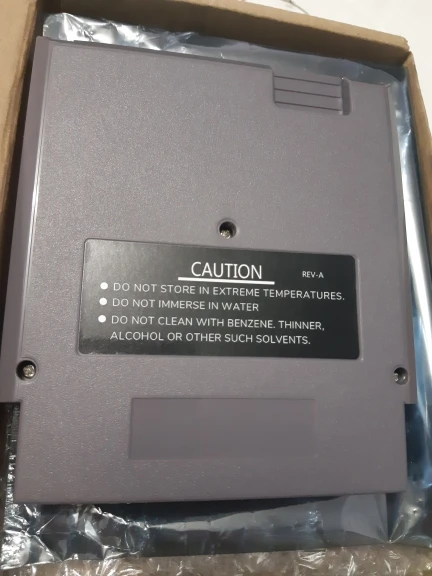 CAUTION REV-A
● DO NOT STORE IN EXTREME TEMPERATURES.
● DO NOT IMMERSE IN WATER
● DO NOT CLEAN WITH BENZENE. THINNER,
ALCOHOL OR OTHER SUCH SOLVENTS.